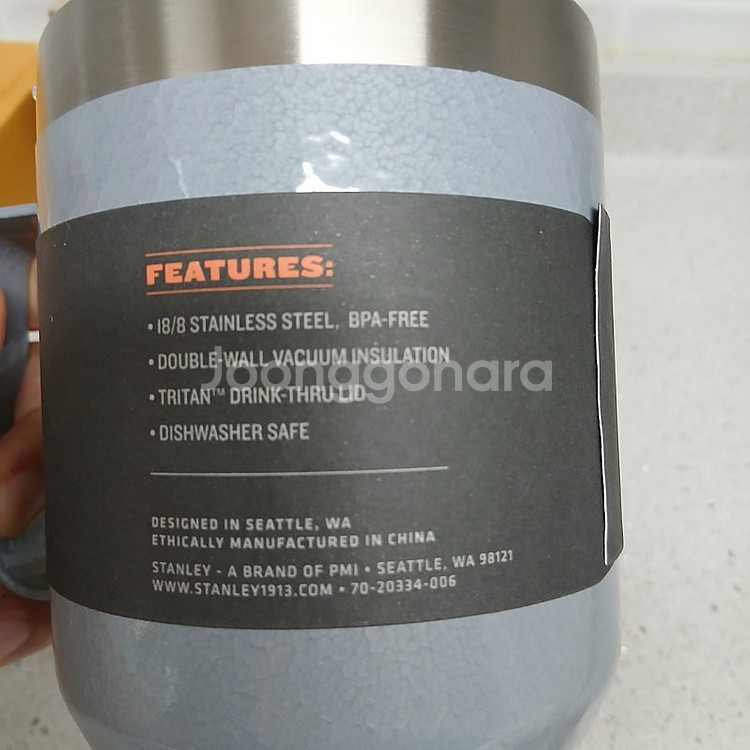 FEATURES:
• 18/8 STAINLESS STEEL, BPA-FREE
• DOUBLE-WALL VACUUM INSULATION
• TRITAN™ DRINK-THRU LID
• DISHWASHER SAFE
Joonggonara
DESIGNED IN SEATTLE, WA
ETHICALLY MANUFACTURED IN CHINA
STANLEY - A BRAND OF PMI • SEATTLE, WA 98121
WWW.STANLEY1913.COM • 70-20334-006